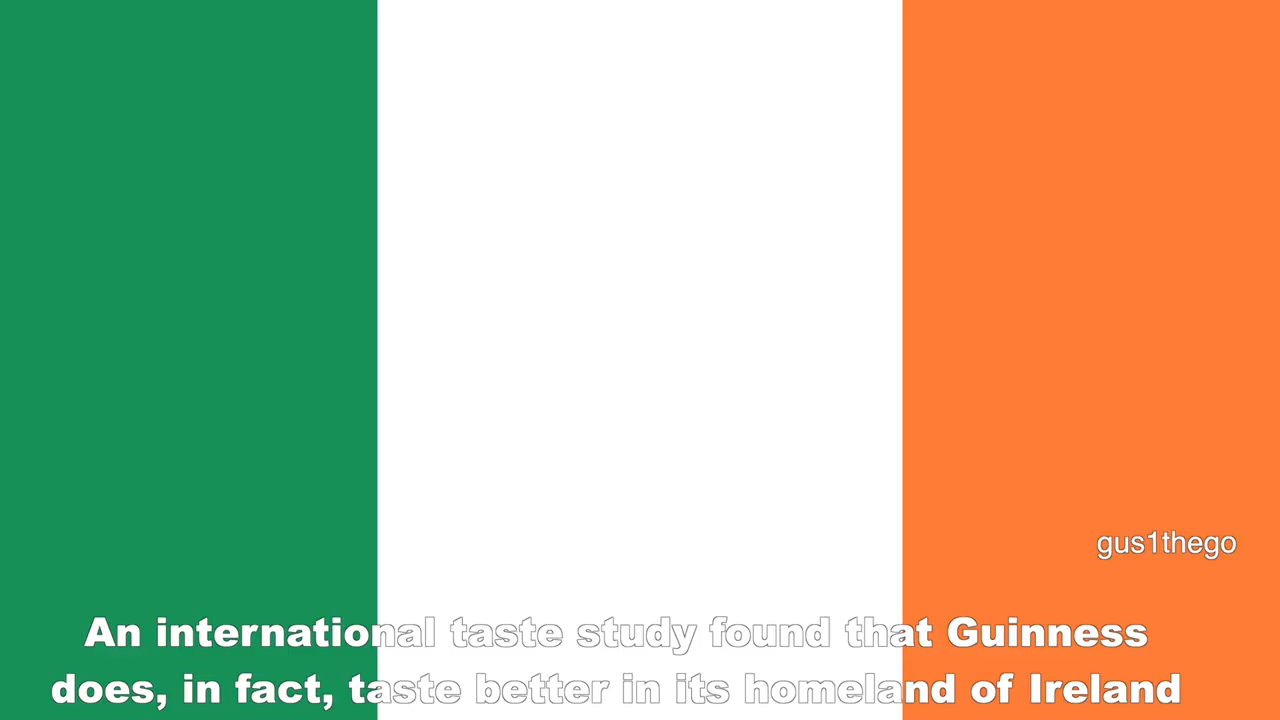 gus1thego
An international taste study found that Guinness
does, in fact, taste better in its homeland of Ireland